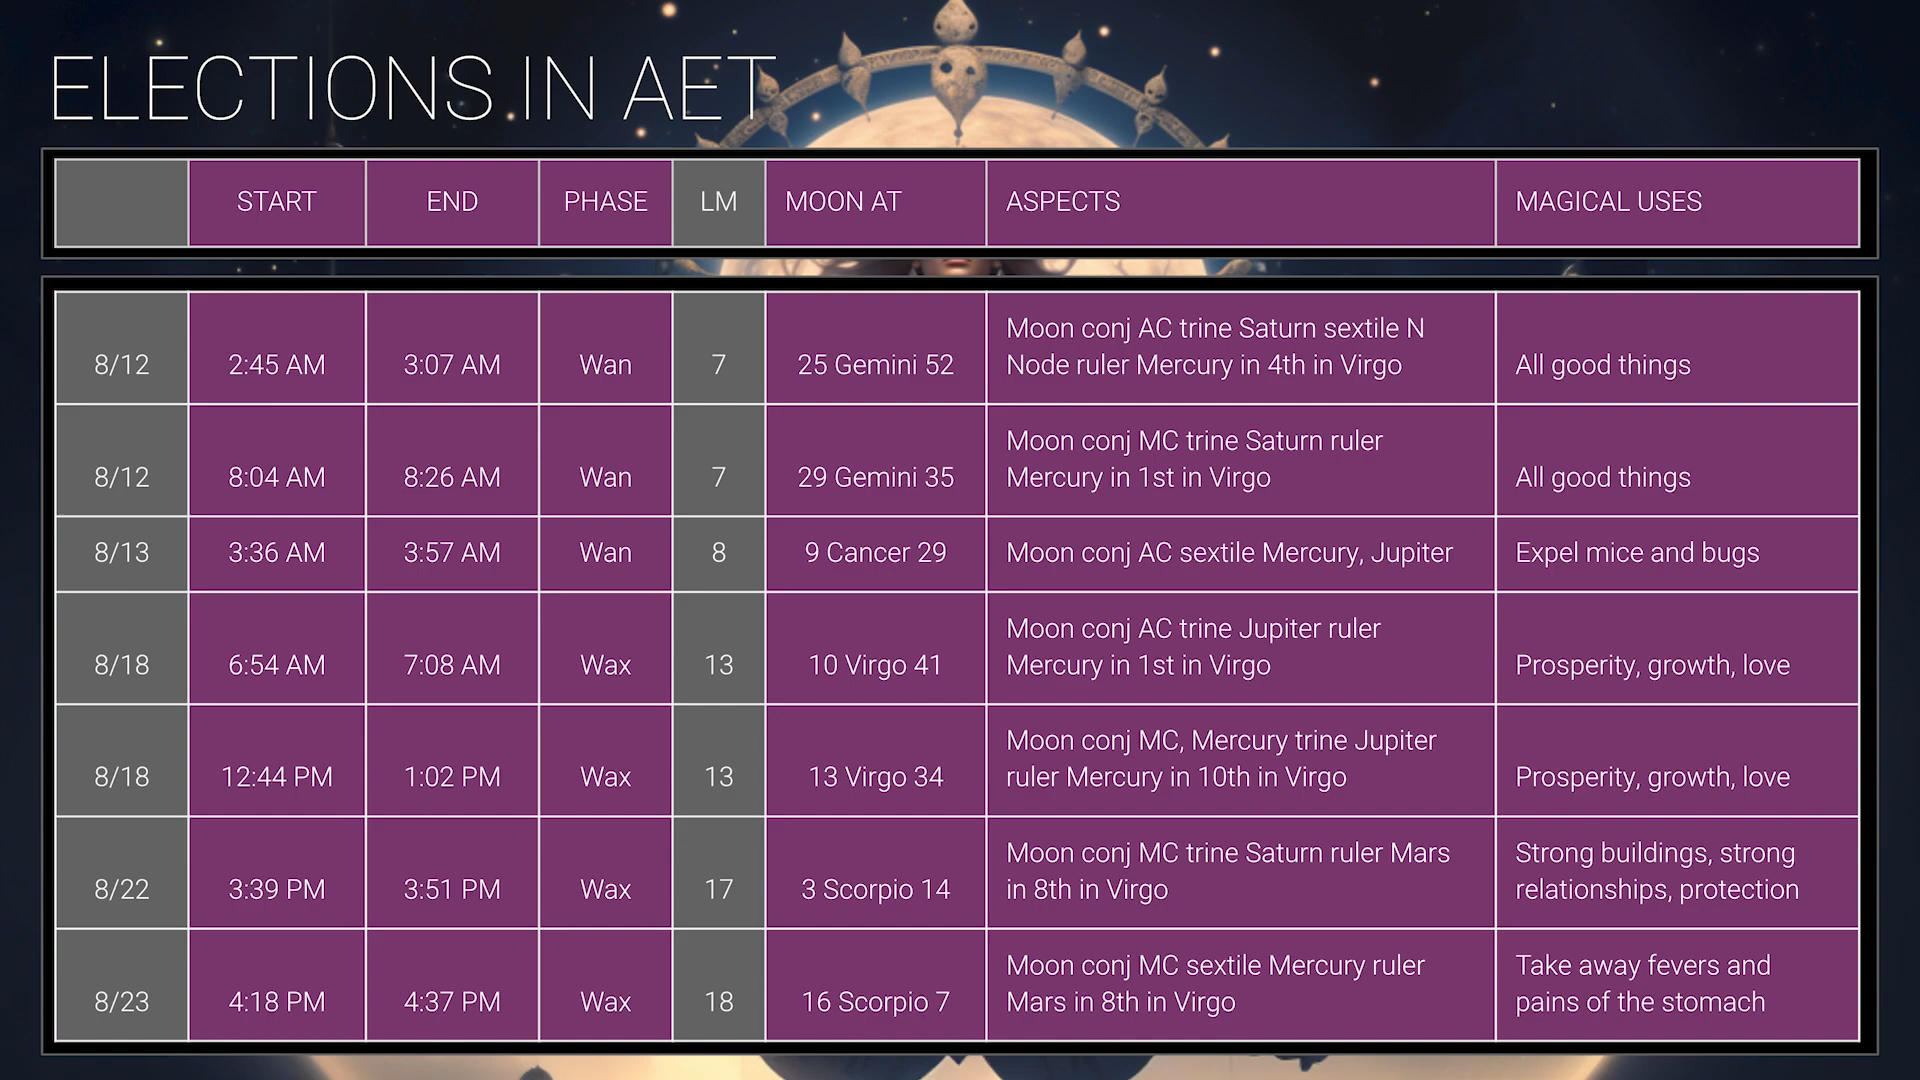 ELECTIONS IN AET
START END PHASE LM MOON AT ASPECTS MAGICAL USES
Moon conj AC trine Saturn sextile N
8/12 2:45 AM 3:07 AM Wan 7 25 Gemini 52 Node ruler Mercury in 4th in Virgo All good things
Moon conj MC trine Saturn ruler
8/12 8:04 AM 8:26 AM Wan 7 29 Gemini 35 Mercury in 1st in Virgo All good things
8/13 3:36 AM 3:57 AM Wan 8 9 Cancer 29 Moon conj AC sextile Mercury, Jupiter Expel mice and bugs
Moon conj AC trine Jupiter ruler
8/18 6:54 AM 7:08 AM Wax 13 10 Virgo 41 Mercury in 1st in Virgo Prosperity, growth, love
Moon conj MC, Mercury trine Jupiter
8/18 12:44 PM 1:02 PM Wax 13 13 Virgo 34 ruler Mercury in 10th in Virgo Prosperity, growth, love
Moon conj MC trine Saturn ruler Mars Strong buildings, strong
8/22 3:39 PM 3:51 PM Wax 17 3 Scorpio 14 in 8th in Virgo relationships, protection
Moon conj MC sextile Mercury ruler Take away fevers and
8/23 4:18 PM 4:37 PM Wax 18 16 Scorpio 7 Mars in 8th in Virgo pains of the stomach